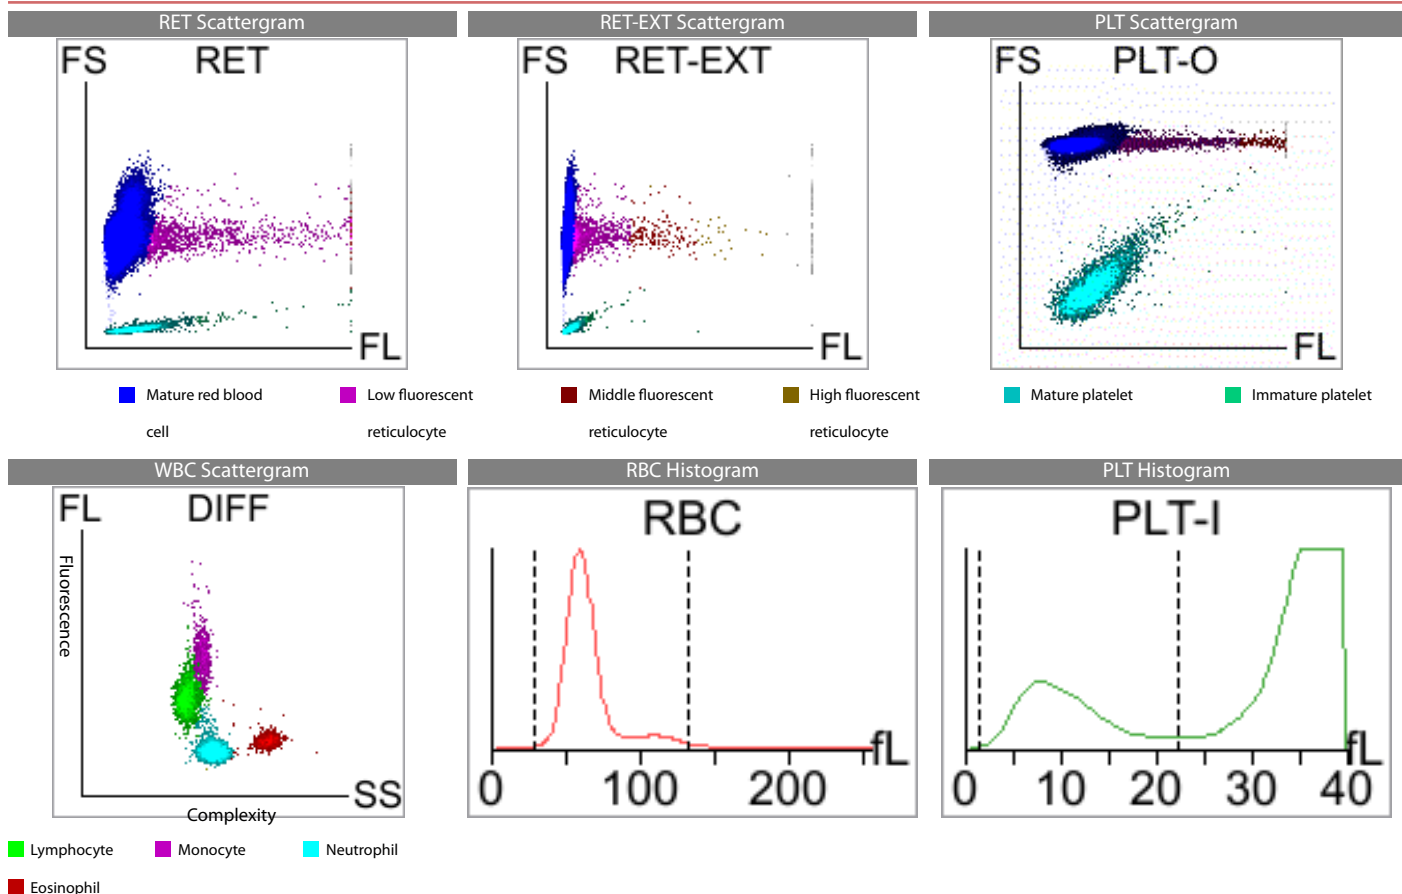 RET Scattergram
RET-EXT Scattergram
PLT Scattergram
FS RET
FL
FS RET-EXT
FL
FS PLT-O
FL
Mature red blood cell
Low fluorescent reticulocyte
Middle fluorescent reticulocyte
High fluorescent reticulocyte
Mature platelet
Immature platelet
WBC Scattergram
RBC Histogram
PLT Histogram
FL DIFF
Fluorescence
SS
Complexity
RBC
fL
0 100 200
PLT-I
fL
0 10 20 30 40
Lymphocyte
Monocyte
Neutrophil
Eosinophil